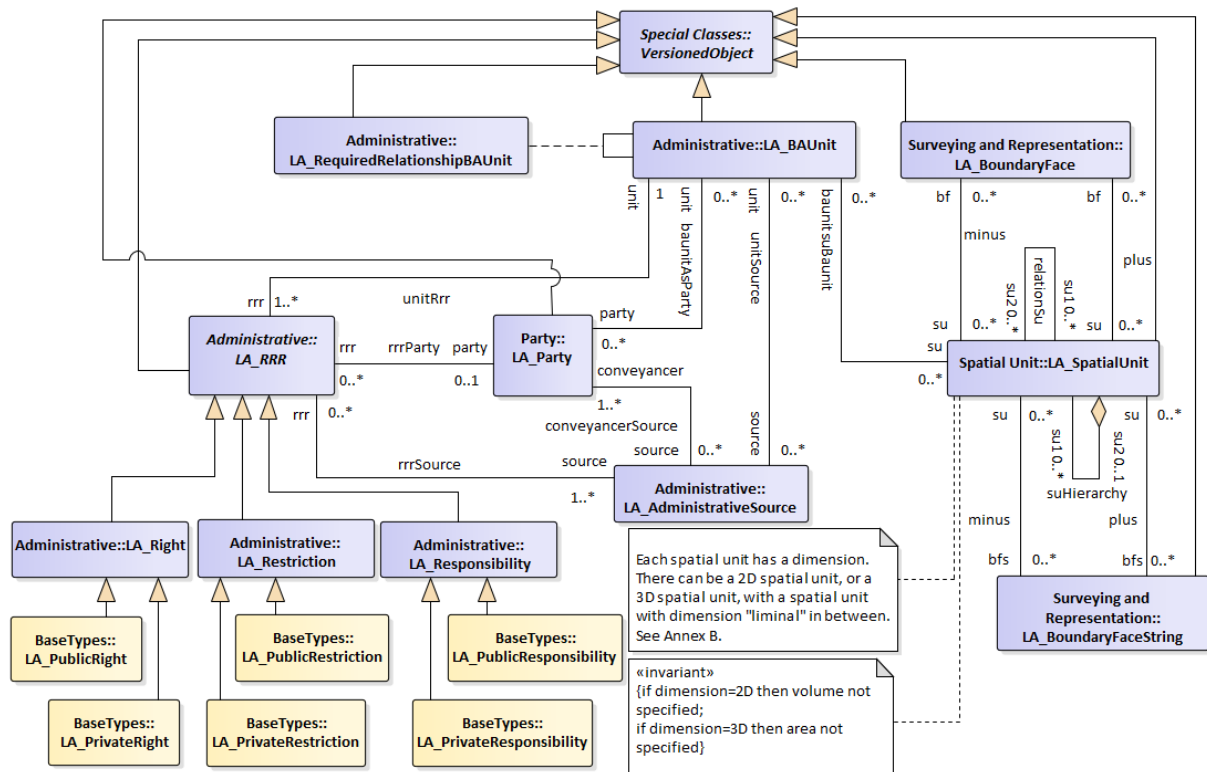 Special Classes::
VersionedObject
Administrative::
LA_RequiredRelationshipBAUnit
Administrative::LA_BAUnit
Surveying and Representation::
LA_BoundaryFace
unit
1
unit
0..*
unit
0..*
baunit
0..*
bf
0..*
bf
0..*
baunitAsParty
unitSource
suBaunit
minus
plus
relationSu
su2 0..*
su1 0..*
rrr
1..*
unitRrr
party
0..*
su
0..*
su
0..*
Administrative::
LA_RRR
rrr
rrrParty
party
0..*
0..1
Party::
LA_Party
su
0..*
Spatial Unit::LA_SpatialUnit
conveyancer
1..*
rrr
0..*
conveyancerSource
source
0..*
source
0..*
su
0..*
su
0..*
su1 0..*
su2 0..1
suHierarchy
rrrSource
source
1..*
Administrative::
LA_AdministrativeSource
minus
plus
bfs
0..*
bfs
0..*
Administrative::LA_Right
Administrative::
LA_Restriction
Administrative::
LA_Responsibility
Each spatial unit has a dimension.
There can be a 2D spatial unit, or a
3D spatial unit, with a spatial unit
with dimension "liminal" in between.
See Annex B.
Surveying and
Representation::
LA_BoundaryFaceString
BaseTypes::
LA_PublicRight
BaseTypes::
LA_PublicRestriction
BaseTypes::
LA_PublicResponsibility
BaseTypes::
LA_PrivateRight
BaseTypes::
LA_PrivateRestriction
BaseTypes::
LA_PrivateResponsibility
«invariant»
{if dimension=2D then volume not
specified;
if dimension=3D then area not
specified}